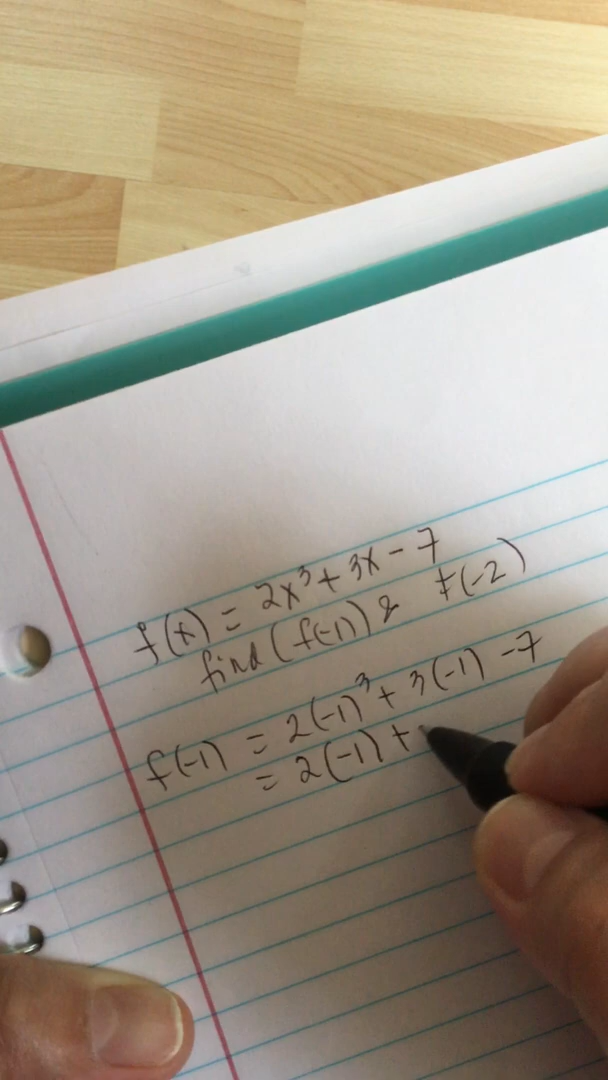 f(x) = 2x³ + 3x - 7
find (f(-1)) & f(-2)
f(-1) = 2(-1)³ + 3(-1) - 7
= 2(-1) +